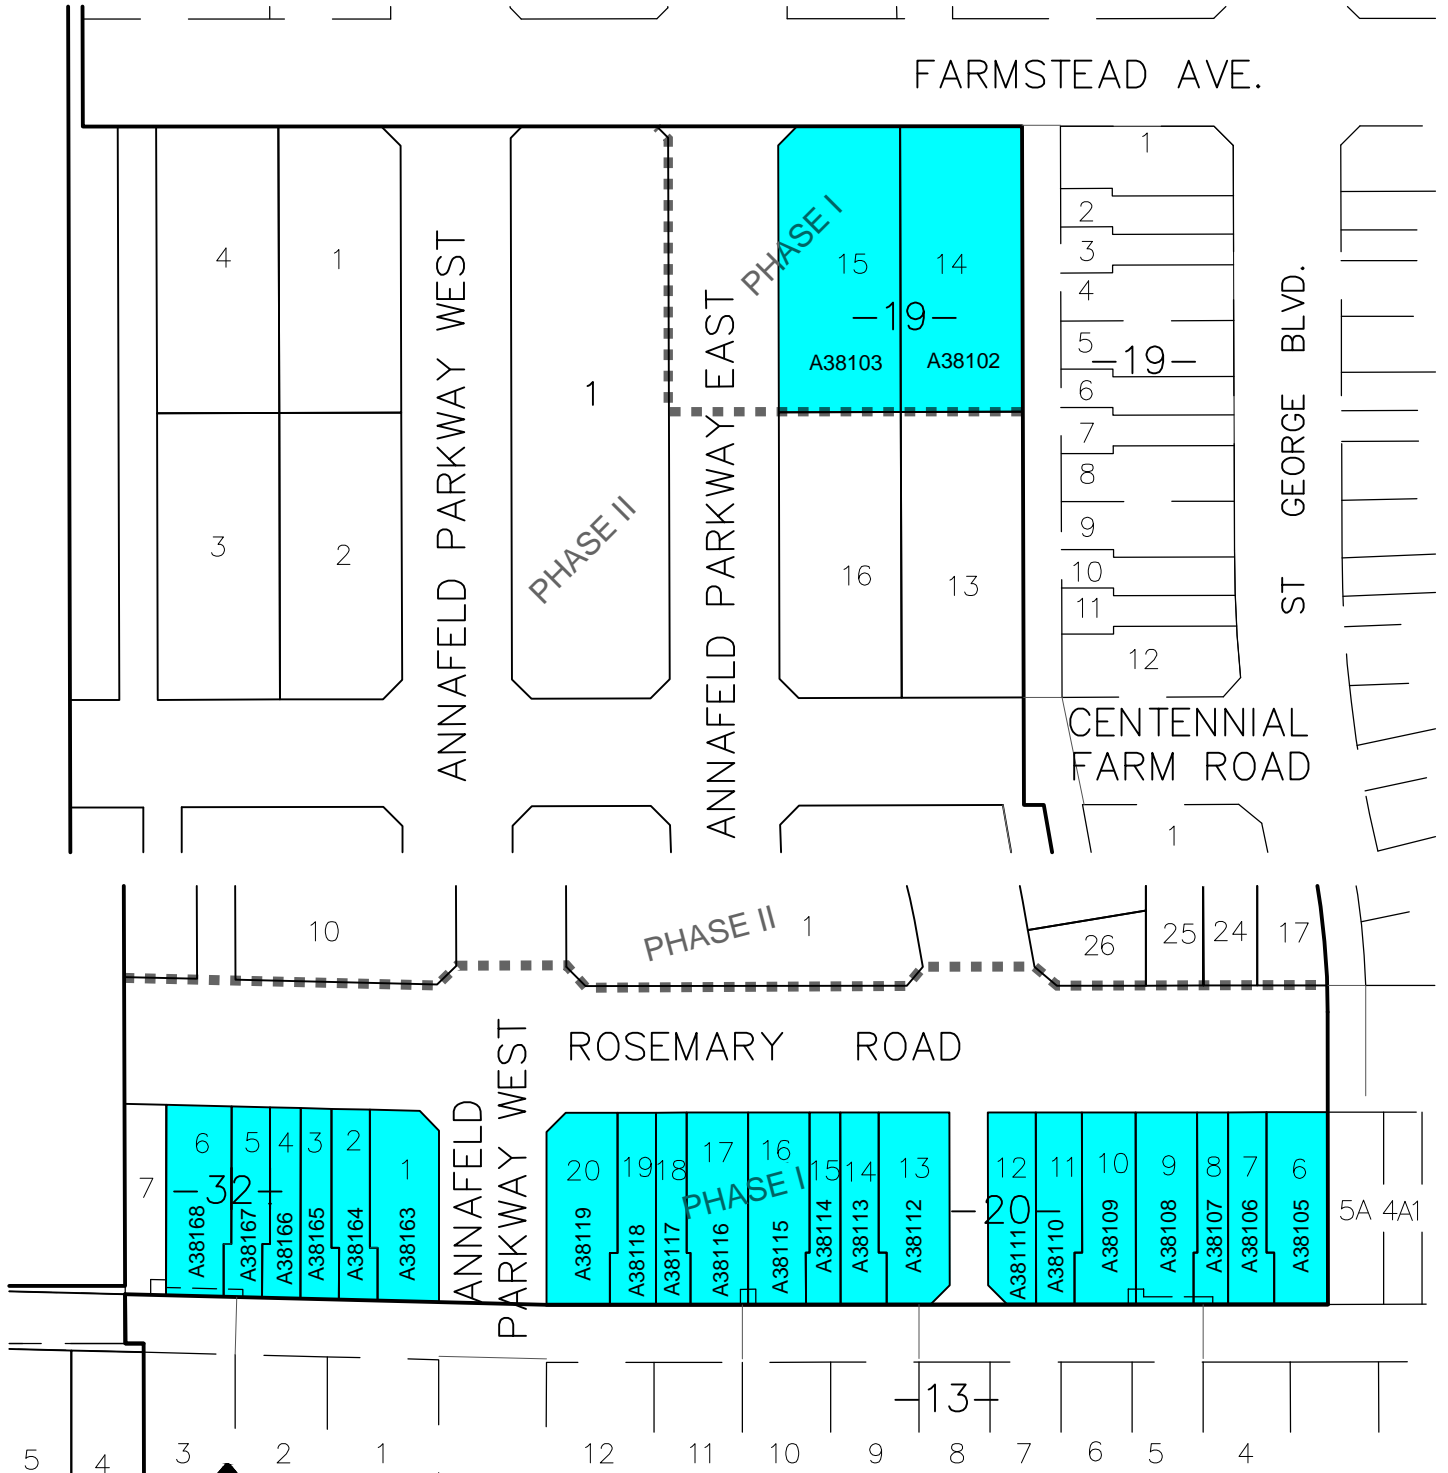 FARMSTEAD AVE.
4
1
ANNAFELD PARKWAY WEST
1
PHASE II
ANNAFELD PARKWAY EAST
PHASE I
15
14
-19-
A38103
A38102
3
2
16
13
1
2
3
4
5
-19-
6
7
8
9
10
11
12
ST GEORGE BLVD.
CENTENNIAL
FARM ROAD
1
10
PHASE II
1
26
25
24
17
ROSEMARY ROAD
ANNAFELD
PARKWAY WEST
7
6
5
4
3
2
1
-32-
A38168
A38167
A38166
A38165
A38164
A38163
20
19
18
17
16
15
14
13
12
11
10
9
8
7
6
PHASE I
-20-
5A
4A1
A38119
A38118
A38117
A38116
A38115
A38114
A38113
A38112
A38111
A38110
A38109
A38108
A38107
A38106
A38105
-13-
5
4
3
2
1
12
11
10
9
8
7
6
5
4